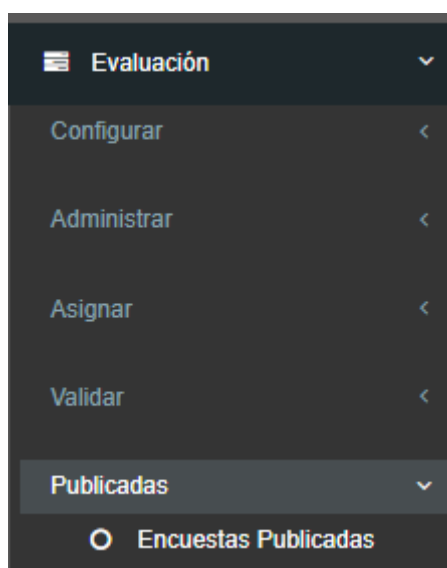 Evaluación
Configurar
Administrar
Asignar
Validar
Publicadas
Encuestas Publicadas